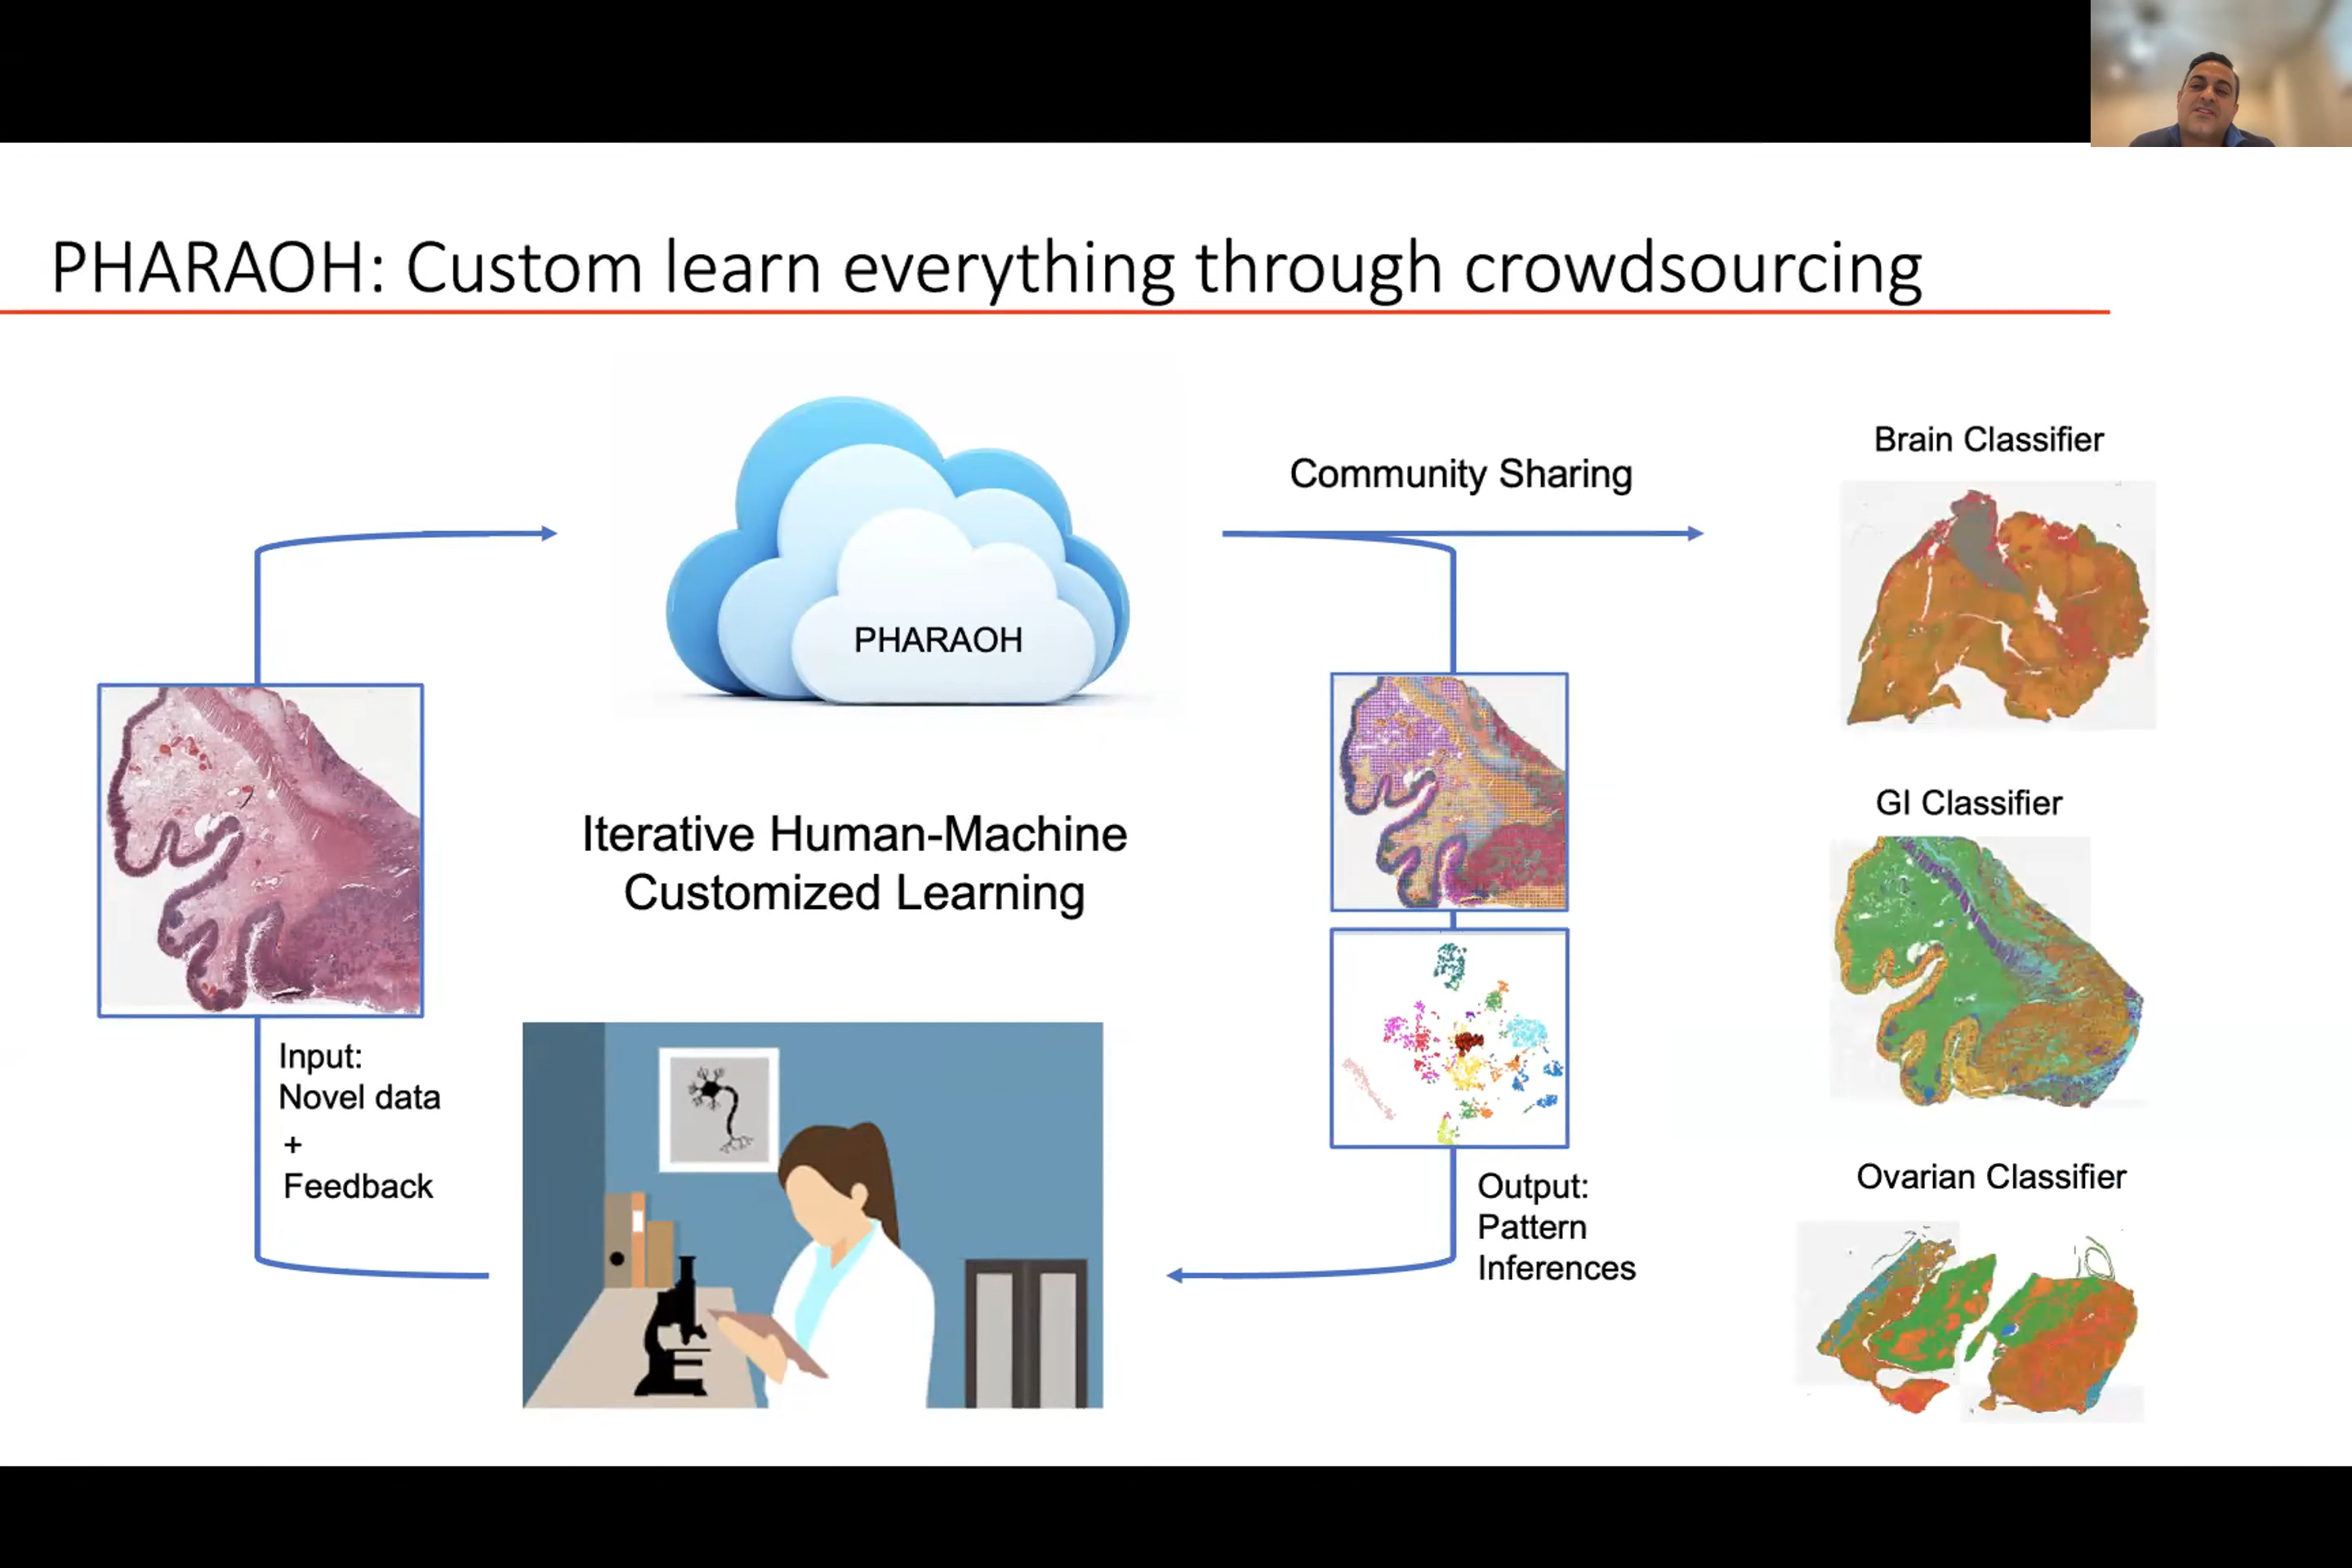 PHARAOH: Custom learn everything through crowdsourcing
Community Sharing
PHARAOH
Iterative Human-Machine
Customized Learning
Input:
Novel data
+
Feedback
Output:
Pattern
Inferences
Brain Classifier
GI Classifier
Ovarian Classifier